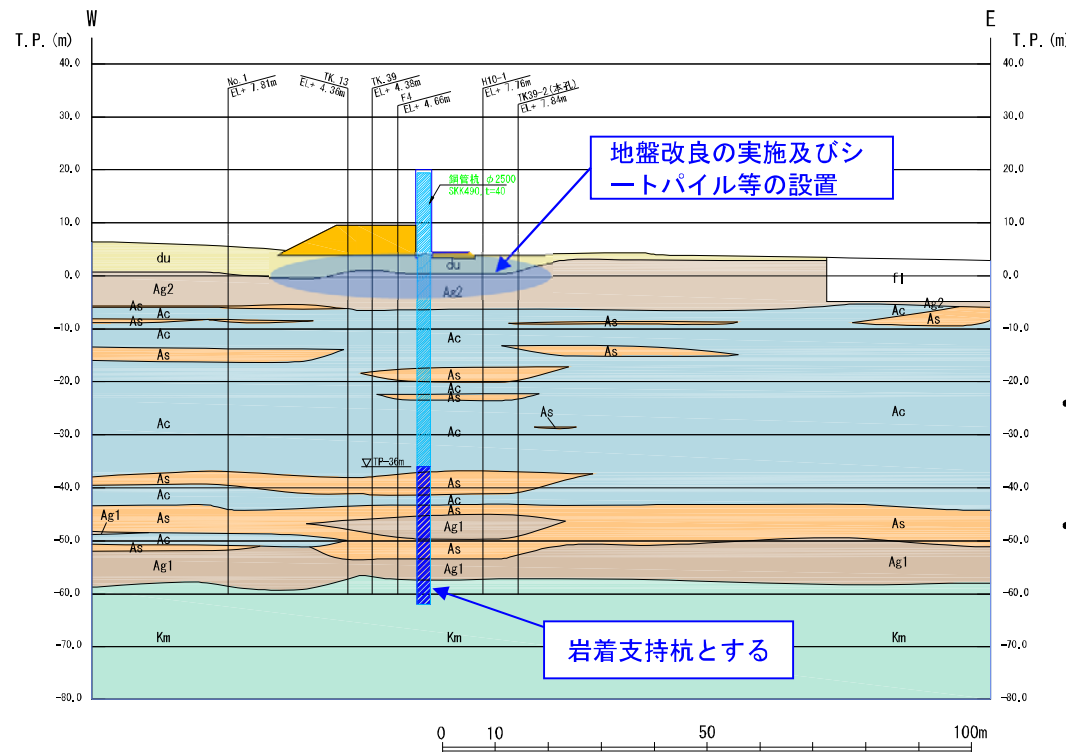 W
E
T.P.(m)
T.P.(m)
40.0
30.0
20.0
10.0
0.0
-10.0
-20.0
-30.0
-40.0
-50.0
-60.0
-70.0
-80.0
No.1
EL+ 7.81m
TK.13
EL+ 4.36m
TK.39
EL+ 4.38m
F4
EL+ 4.66m
H10-1
EL+ 7.76m
TK39-2(本孔)
EL+ 7.84m
地盤改良の実施及びシ
ートパイル等の設置
鋼管杭 φ2500
SKK490 t=40
du
du
fl
Ag2
Ag2
Ag2
As
Ac
As
Ac
As
Ac
As
Ac
As
Ag1
Ac
As
Ag1
Km
Ac
As
Ac
As
Ac
▽TP-36m
As
Ac
As
Ag1
As
Ag1
Km
As
As
As
Ac
As
Ac
As
Ag1
Km
岩着支持杭とする
40.0
30.0
20.0
10.0
0.0
-10.0
-20.0
-30.0
-40.0
-50.0
-60.0
-70.0
-80.0
0 10 50 100m